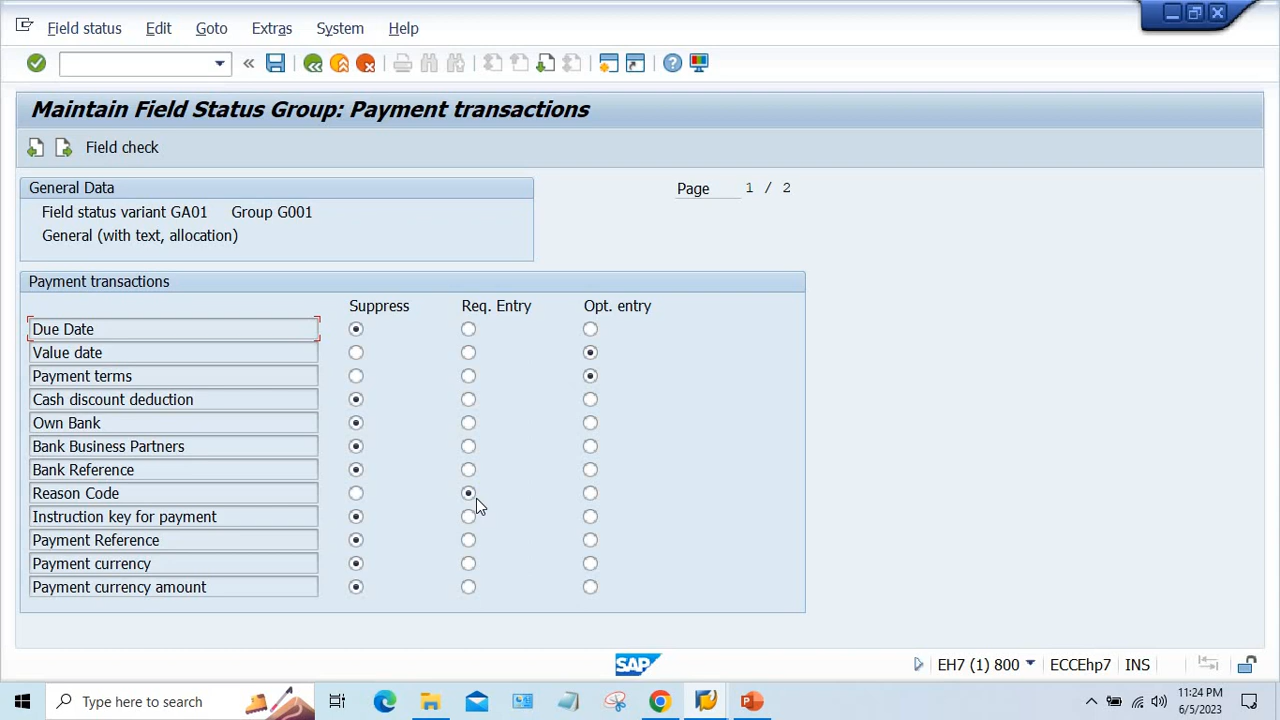 Field status Edit Goto Extras System Help
Maintain Field Status Group: Payment transactions
Field check
General Data
Page 1 / 2
Field status variant GA01 Group G001
General (with text, allocation)
Payment transactions
Suppress Req. Entry Opt. entry
Due Date
Value date
Payment terms
Cash discount deduction
Own Bank
Bank Business Partners
Bank Reference
Reason Code
Instruction key for payment
Payment Reference
Payment currency
Payment currency amount
SAP EH7 (1) 800 ECCEhp7 INS
Type here to search
11:24 PM
6/5/2023